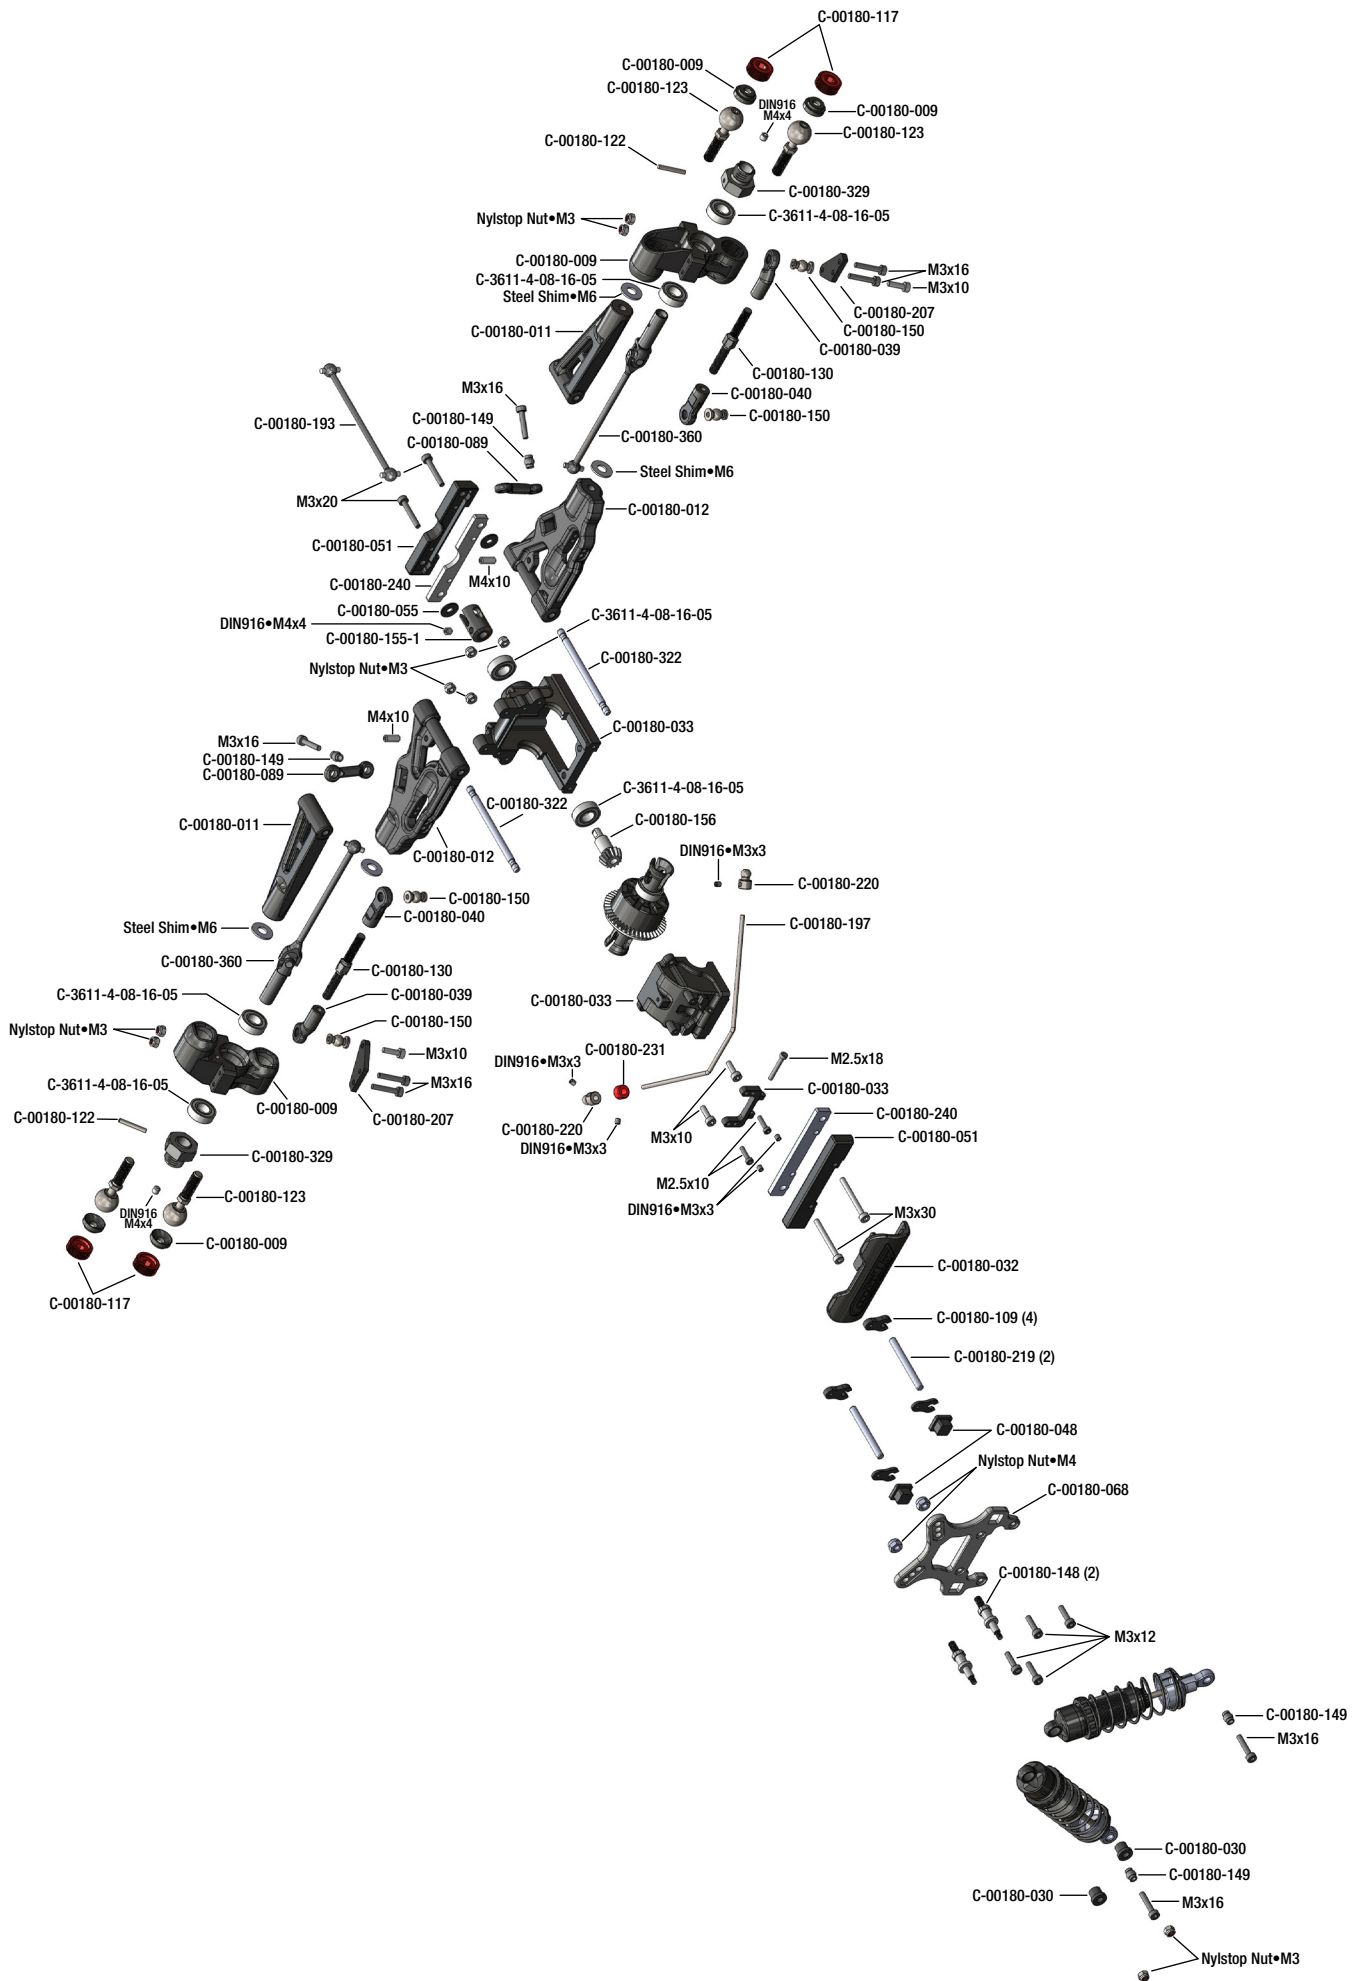 C-00180-117
C-00180-009
C-00180-123
DIN916
M4x4
C-00180-009
C-00180-123
C-00180-122
C-00180-329
C-3611-4-08-16-05
Nylstop Nut•M3
C-00180-009
C-3611-4-08-16-05
Steel Shim•M6
M3x16
M3x10
C-00180-207
C-00180-150
C-00180-039
C-00180-011
C-00180-130
M3x16
C-00180-040
C-00180-149
C-00180-150
C-00180-193
C-00180-089
C-00180-360
Steel Shim•M6
M3x20
C-00180-012
C-00180-051
C-00180-240
M4x10
C-00180-055
C-3611-4-08-16-05
DIN916•M4x4
C-00180-155-1
Nylstop Nut•M3
C-00180-322
M4x10
C-00180-033
M3x16
C-00180-149
C-00180-089
C-3611-4-08-16-05
C-00180-322
C-00180-156
C-00180-011
DIN916•M3x3
C-00180-012
C-00180-220
C-00180-150
C-00180-040
C-00180-197
Steel Shim•M6
C-00180-360
C-00180-130
C-3611-4-08-16-05
C-00180-039
C-00180-033
C-00180-150
Nylstop Nut•M3
M3x10
C-00180-231
DIN916•M3x3
M2.5x18
C-3611-4-08-16-05
M3x16
C-00180-033
C-00180-009
C-00180-240
C-00180-122
C-00180-207
C-00180-220
M3x10
C-00180-051
DIN916•M3x3
C-00180-329
M2.5x10
C-00180-123
DIN916•M3x3
DIN916
M4x4
M3x30
C-00180-009
C-00180-032
C-00180-117
C-00180-109 (4)
C-00180-219 (2)
C-00180-048
Nylstop Nut•M4
C-00180-068
C-00180-148 (2)
M3x12
C-00180-149
M3x16
C-00180-030
C-00180-149
C-00180-030
M3x16
Nylstop Nut•M3